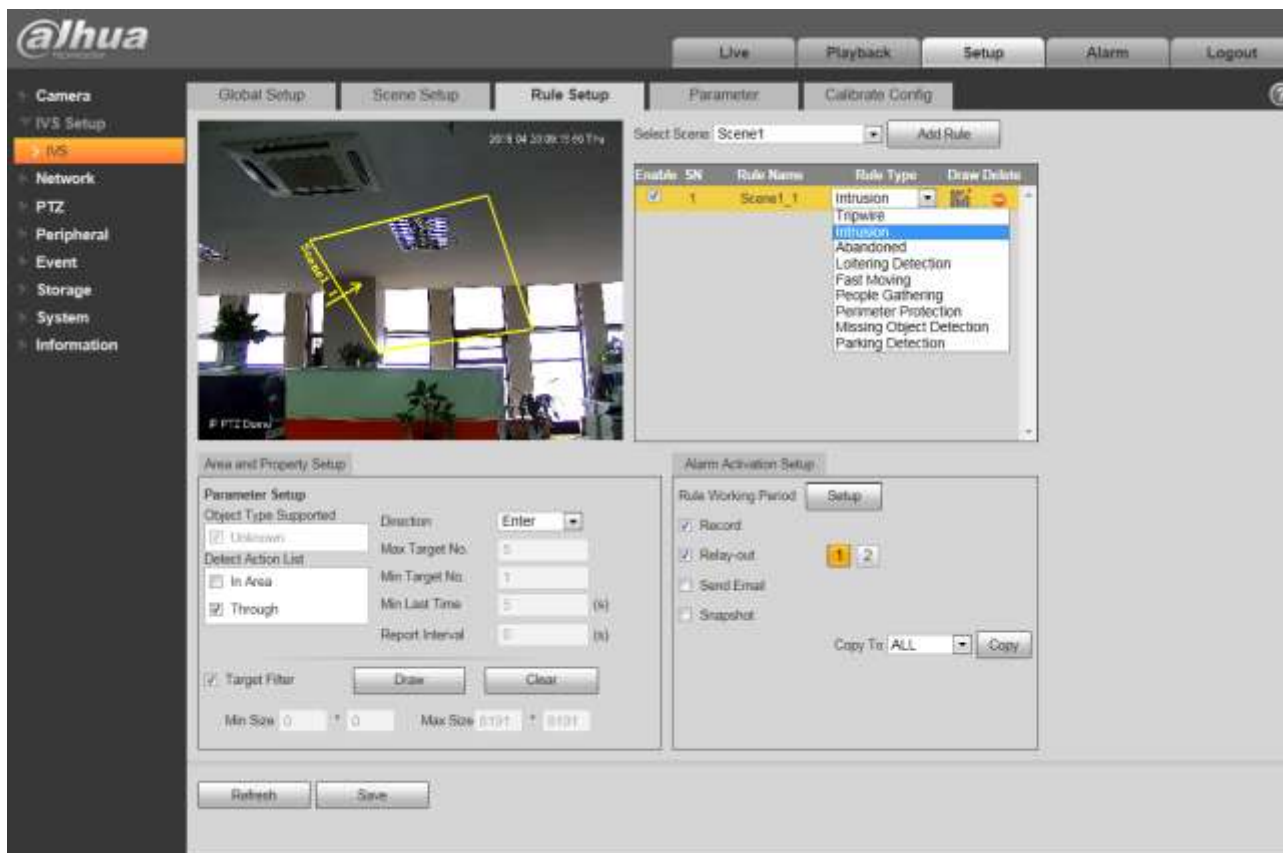 alhua
Live Playback Setup Alarm Logout
Camera
IVS Setup
IVS
Network
PTZ
Peripheral
Event
Storage
System
Information
Global Setup Scene Setup Rule Setup Parameter Calibrate Config
Scene1_1
IP PTZ Dome
Select Scene Scene1 Add Rule
Enable SN Rule Name Rule Type Draw Delete
1 Scene1_1 Intrusion
Tripwire
Intrusion
Abandoned
Loitering Detection
Fast Moving
People Gathering
Perimeter Protection
Missing Object Detection
Parking Detection
Area and Property Setup
Parameter Setup
Object Type Supported
Unknown
Detect Action List
In Area
Through
Direction Enter
Max Target No. 5
Min Target No. 1
Min Last Time 5 (s)
Report Interval (s)
Target Filter Draw Clear
Min Size 0 * 0 Max Size 8191 * 8191
Alarm Activation Setup
Rule Working Period Setup
Record
Relay-out 1 2
Send Email
Snapshot
Copy To ALL Copy
Refresh Save